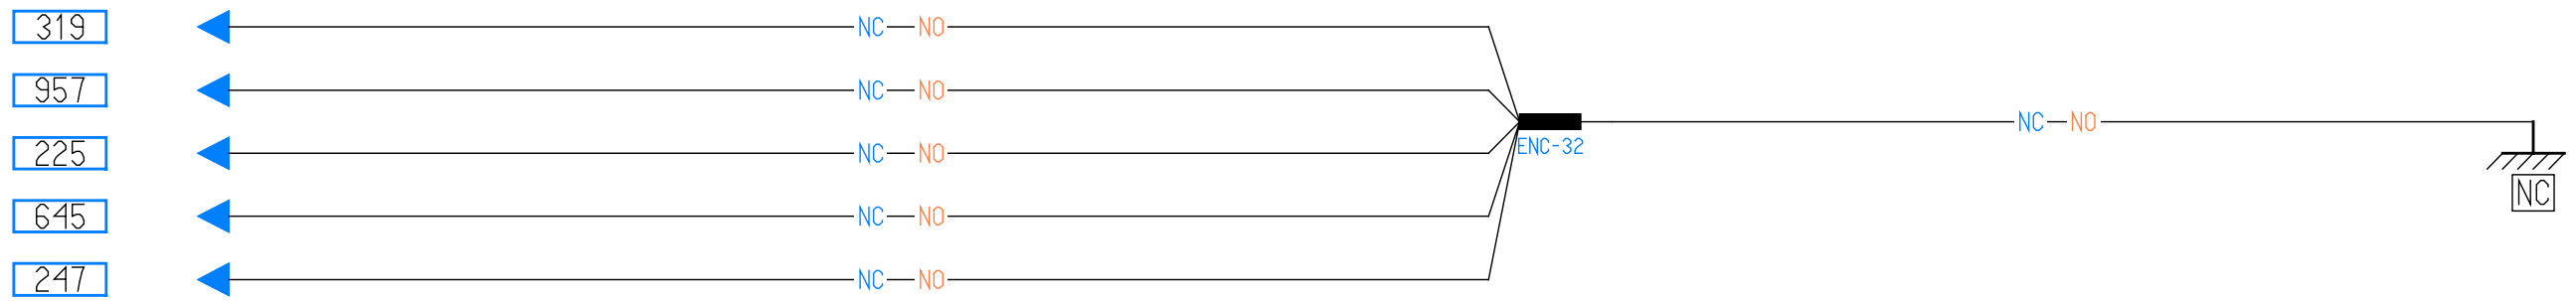 319 NC NO
957 NC NO
NC NO
225 NC NO
ENC-32
NC
645 NC NO
247 NC NO